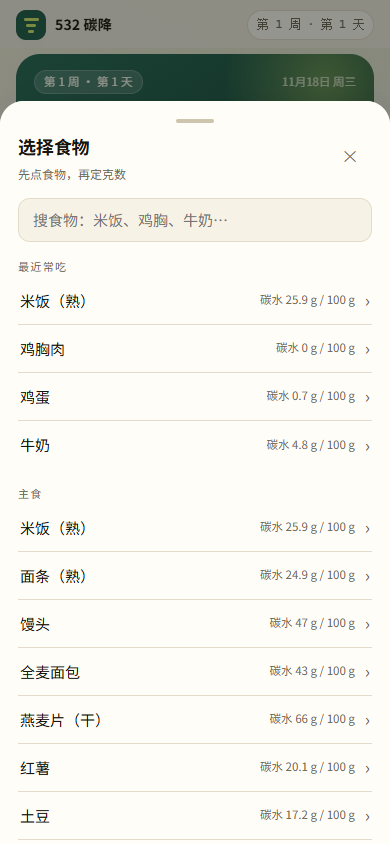 532 碳降
第 1 周 · 第 1 天
第 1 周 · 第 1 天
11月18日 周三
选择食物
先点食物，再定克数
搜食物：米饭、鸡胸、牛奶…
最近常吃
米饭（熟）
碳水 25.9 g / 100 g ›
鸡胸肉
碳水 0 g / 100 g ›
鸡蛋
碳水 0.7 g / 100 g ›
牛奶
碳水 4.8 g / 100 g ›
主食
米饭（熟）
碳水 25.9 g / 100 g ›
面条（熟）
碳水 24.9 g / 100 g ›
馒头
碳水 47 g / 100 g ›
全麦面包
碳水 43 g / 100 g ›
燕麦片（干）
碳水 66 g / 100 g ›
红薯
碳水 20.1 g / 100 g ›
土豆
碳水 17.2 g / 100 g ›